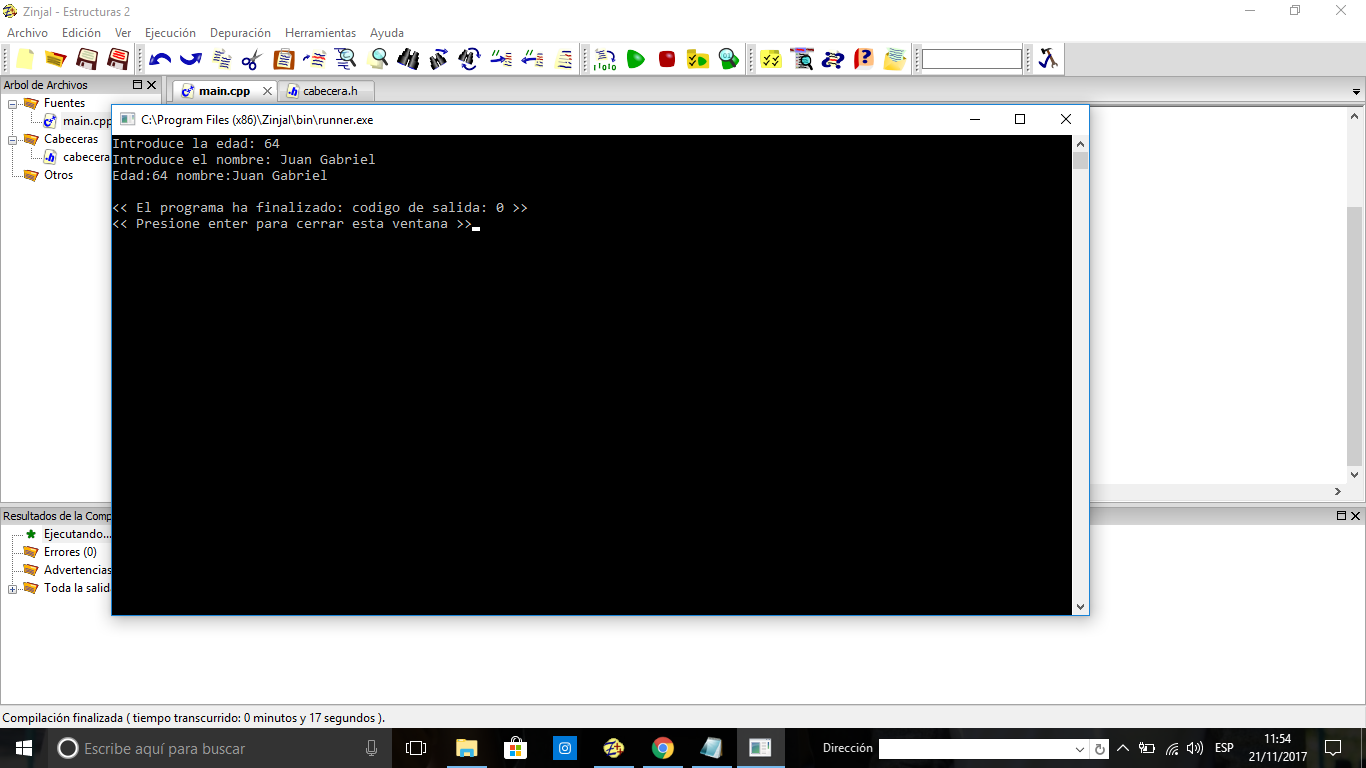 Zinjal - Estructuras 2
Archivo Edición Ver Ejecución Depuración Herramientas Ayuda
Arbol de Archivos
main.cpp cabecera.h
Fuentes
main.cpp
Cabeceras
cabecera
Otros
C:\Program Files (x86)\Zinjal\bin\runner.exe
Introduce la edad: 64
Introduce el nombre: Juan Gabriel
Edad:64 nombre:Juan Gabriel
<< El programa ha finalizado: codigo de salida: 0 >>
<< Presione enter para cerrar esta ventana >>
Resultados de la Comp
Ejecutando...
Errores (0)
Advertencias
Toda la salid
Compilación finalizada ( tiempo transcurrido: 0 minutos y 17 segundos ).
Escribe aquí para buscar
Dirección
ESP
11:54
21/11/2017